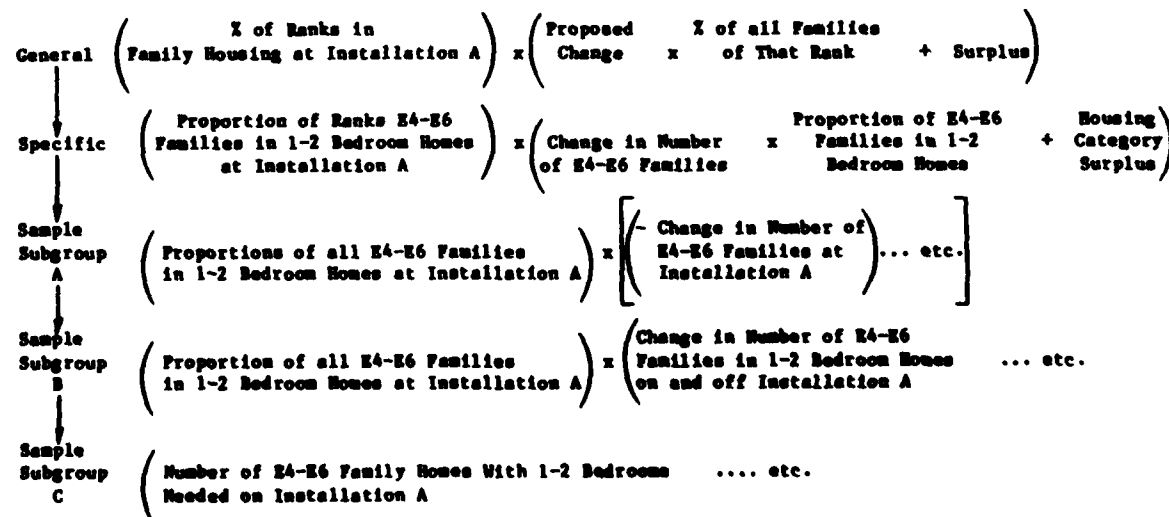 % of Ranks in Proposed % of all Families
General Family Housing at Installation A x Change x of That Rank + Surplus
Proportion of Ranks E4-E6 Proportion of E4-E6 Housing
Specific Families in 1-2 Bedroom Homes x Change in Number x Families in 1-2 + Category
at Installation A of E4-E6 Families Bedroom Homes Surplus
Sample
Subgroup
A
(Proportions of all E4-E6 Families
in 1-2 Bedroom Homes at Installation A) x [(~ Change in Number of
E4-E6 Families at
Installation A) ... etc.]
Sample
Subgroup
B
(Proportion of all E4-E6 Families
in 1-2 Bedroom Homes at Installation A) x (Change in Number of E4-E6
Families in 1-2 Bedroom Homes
on and off Installation A ... etc.
Sample
Subgroup
C
(Number of E4-E6 Family Homes With 1-2 Bedrooms .... etc.
Needed on Installation A